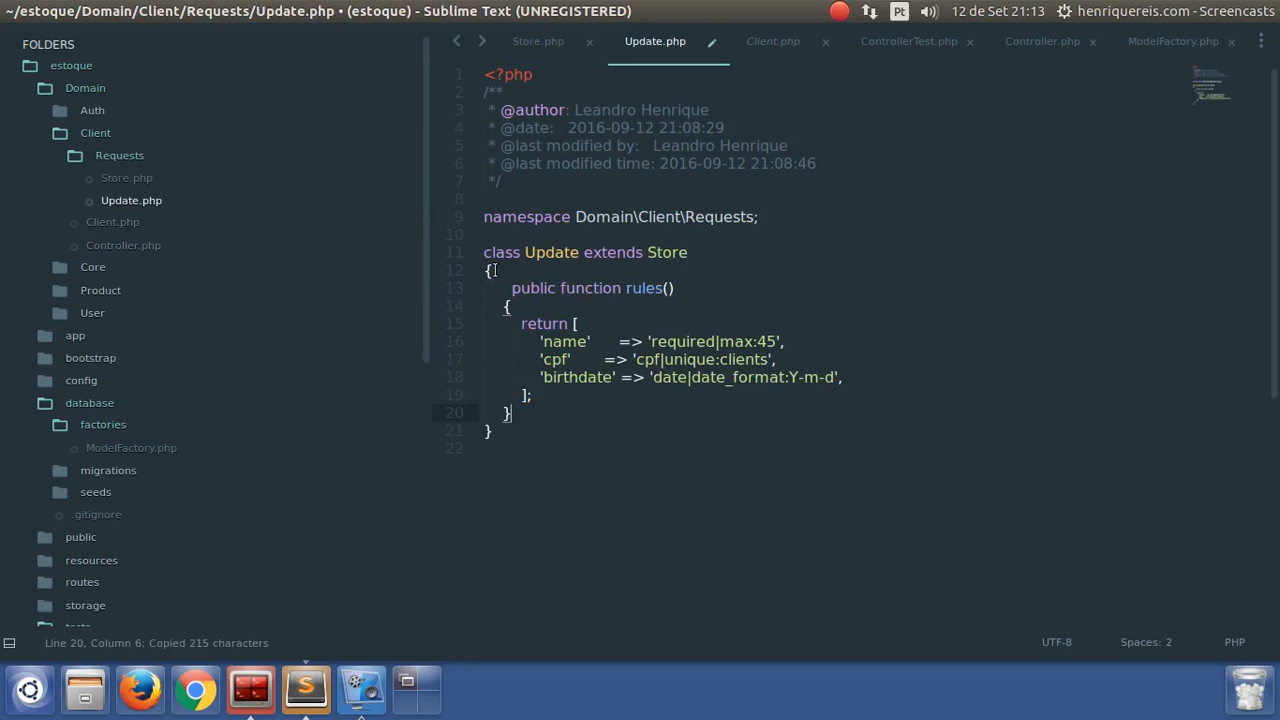 ~/estoque/Domain/Client/Requests/Update.php • (estoque) - Sublime Text (UNREGISTERED)
Pt
12 de Set 21:13
henriquereis.com - Screencasts
FOLDERS
estoque
Domain
Auth
Client
Requests
Store.php
Update.php
Client.php
Controller.php
Core
Product
User
app
bootstrap
config
database
factories
ModelFactory.php
migrations
seeds
.gitignore
public
resources
routes
storage
tests
Store.php
Update.php
Client.php
ControllerTest.php
Controller.php
ModelFactory.php
1 <?php
2 /**
3 * @author: Leandro Henrique
4 * @date: 2016-09-12 21:08:29
5 * @last modified by: Leandro Henrique
6 * @last modified time: 2016-09-12 21:08:46
7 */
8
9 namespace Domain\Client\Requests;
10
11 class Update extends Store
12 {
13 public function rules()
14 {
15 return [
16 'name' => 'required|max:45',
17 'cpf' => 'cpf|unique:clients',
18 'birthdate' => 'date|date_format:Y-m-d',
19 ];
20 }
21 }
22
Line 20, Column 6; Copied 215 characters
UTF-8
Spaces: 2
PHP